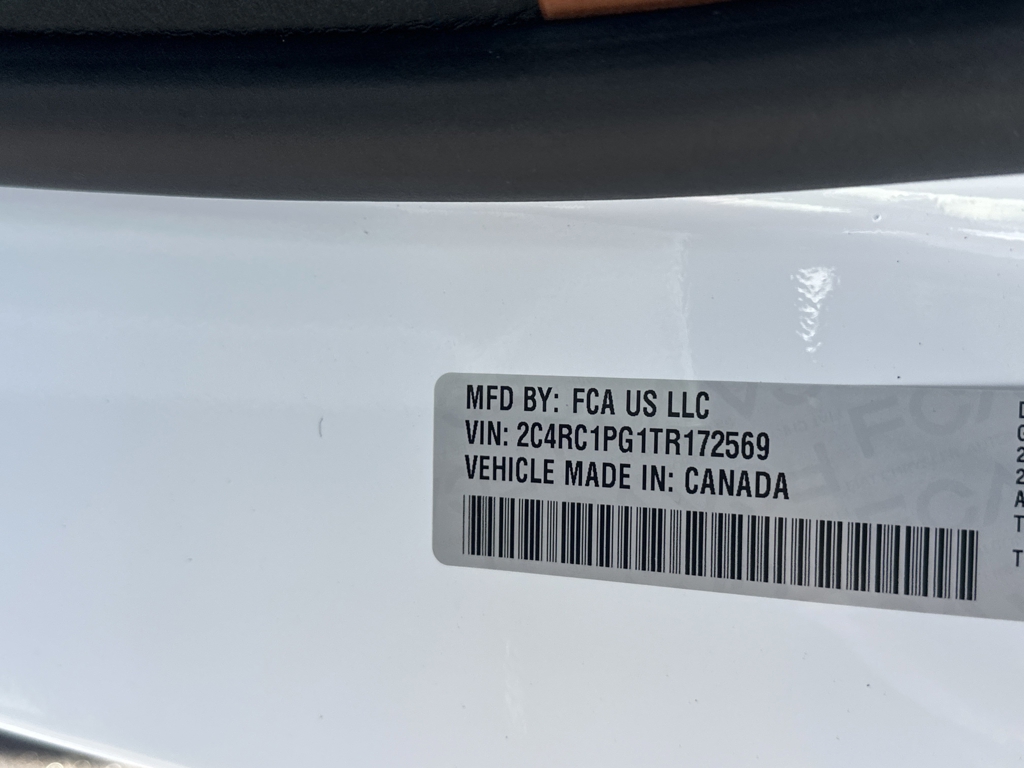 MFD BY: FCA US LLC
VIN: 2C4RC1PG1TR172569
VEHICLE MADE IN: CANADA